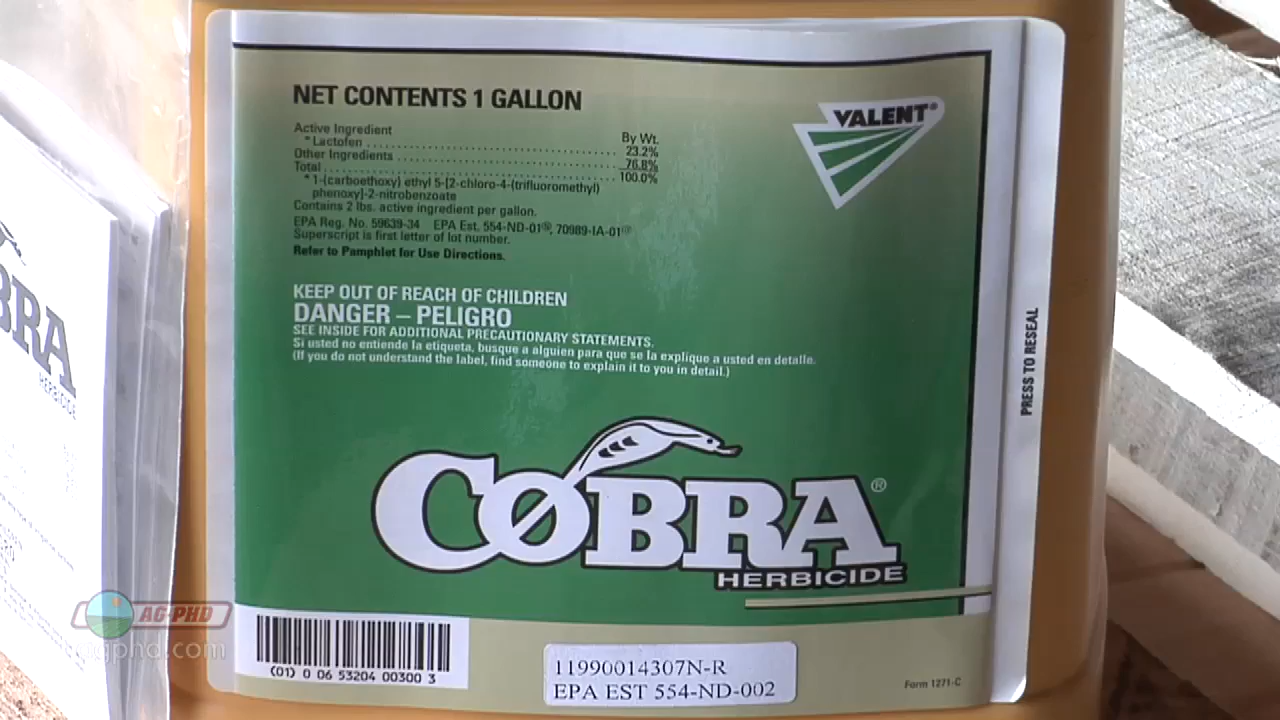 NET CONTENTS 1 GALLON
VALENT®
Active Ingredient By Wt.
*Lactofen 23.2%
Other Ingredients 76.8%
Total 100.0%
*1-(carboethoxy) ethyl 5-[2-chloro-4-(trifluoromethyl)
phenoxy]-2-nitrobenzoate
Contains 2 lbs. active ingredient per gallon.
EPA Reg. No. 59639-34 EPA Est. 554-ND-01, 70989-IA-01
Superscript is first letter of lot number.
Refer to Pamphlet for Use Directions.
KEEP OUT OF REACH OF CHILDREN
DANGER – PELIGRO
SEE INSIDE FOR ADDITIONAL PRECAUTIONARY STATEMENTS.
Si usted no entiende la etiqueta, busque a alguien para que se la explique a usted en detalle.
(If you do not understand the label, find someone to explain it to you in detail.)
PRESS TO RESEAL
COBRA®
HERBICIDE
BRA
HERBICIDE
AG PHD
agphd.com
(01) 0 06 53204 00300 3
11990014307N-R
EPA EST 554-ND-002
Form 1271-C